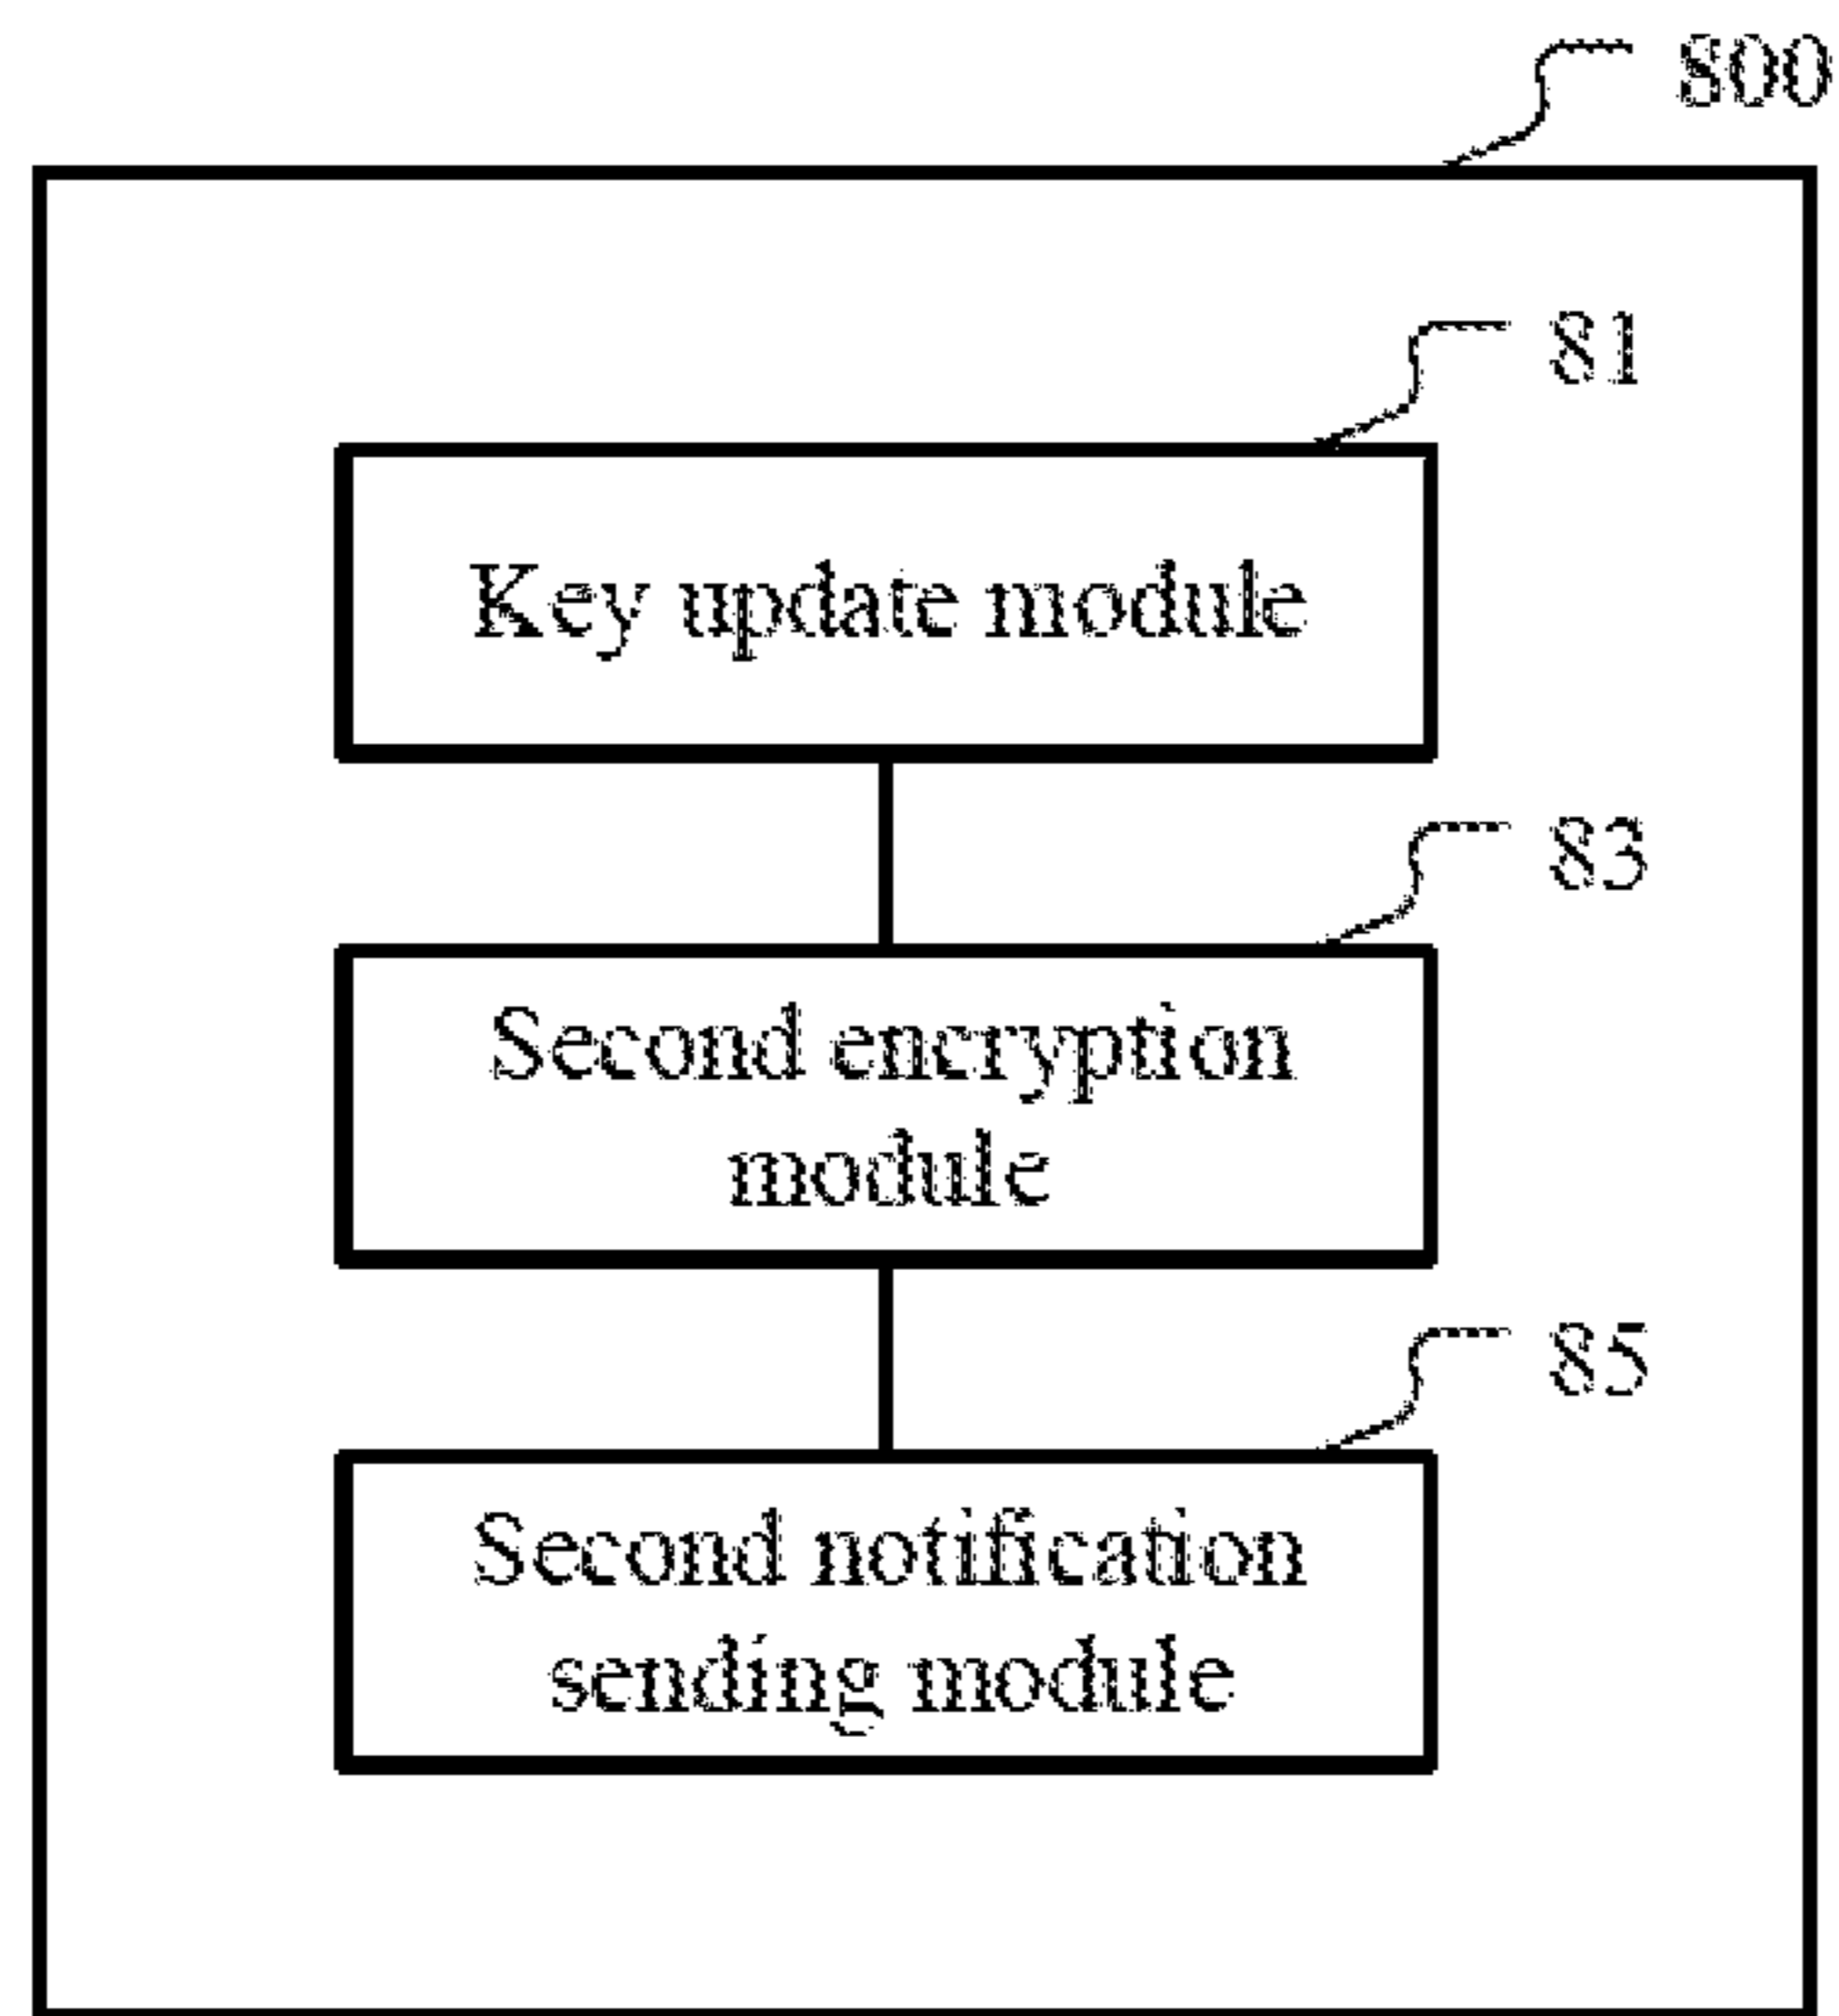 800
81
Key update module
83
Second encryption
module
85
Second notification
sending module